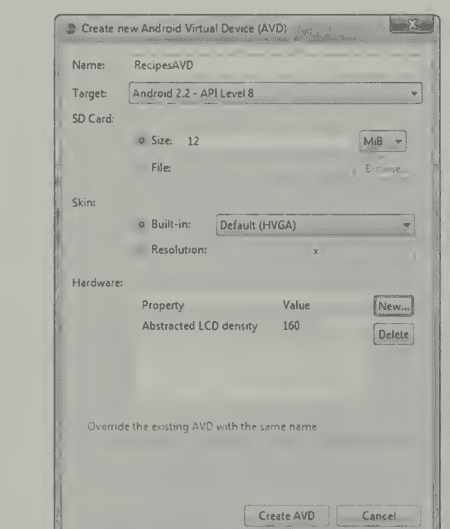 Create new Android Virtual Device (AVD)
Name: RecipesAVD
Target: Android 2.2 - API Level 8
SD Card:
Size: 12 MiB
File: Browse...
Skin:
Built-in: Default (HVGA)
Resolution: x
Hardware:
Property Value New...
Abstracted LCD density 160 Delete
Override the existing AVD with the same name
Create AVD Cancel